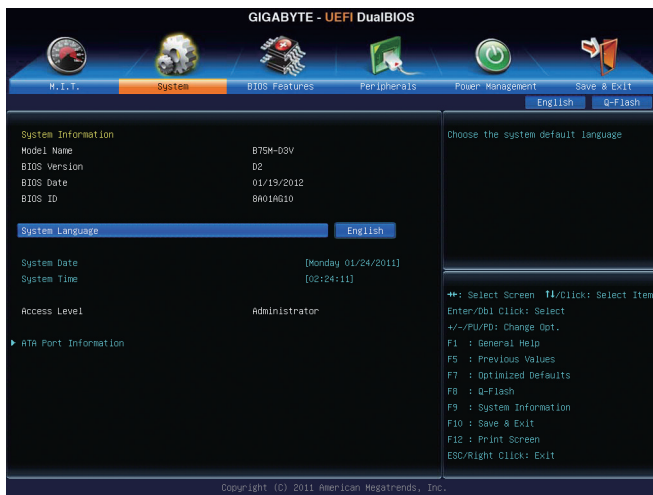 GIGABYTE - UEFI DualBIOS
M.I.T. System BIOS Features Peripherals Power Management Save & Exit
English Q-Flash
System Information
Model Name B75M-D3V
BIOS Version D2
BIOS Date 01/19/2012
BIOS ID 8A01AG10
System Language English
System Date [Monday 01/24/2011]
System Time [02:24:11]
Access Level Administrator
ATA Port Information
Choose the system default language
→←: Select Screen ↑↓/Click: Select Item
Enter/Dbl Click: Select
+/-/PU/PD: Change Opt.
F1 : General Help
F5 : Previous Values
F7 : Optimized Defaults
F8 : Q-Flash
F9 : System Information
F10 : Save & Exit
F12 : Print Screen
ESC/Right Click: Exit
Copyright (C) 2011 American Megatrends, Inc.